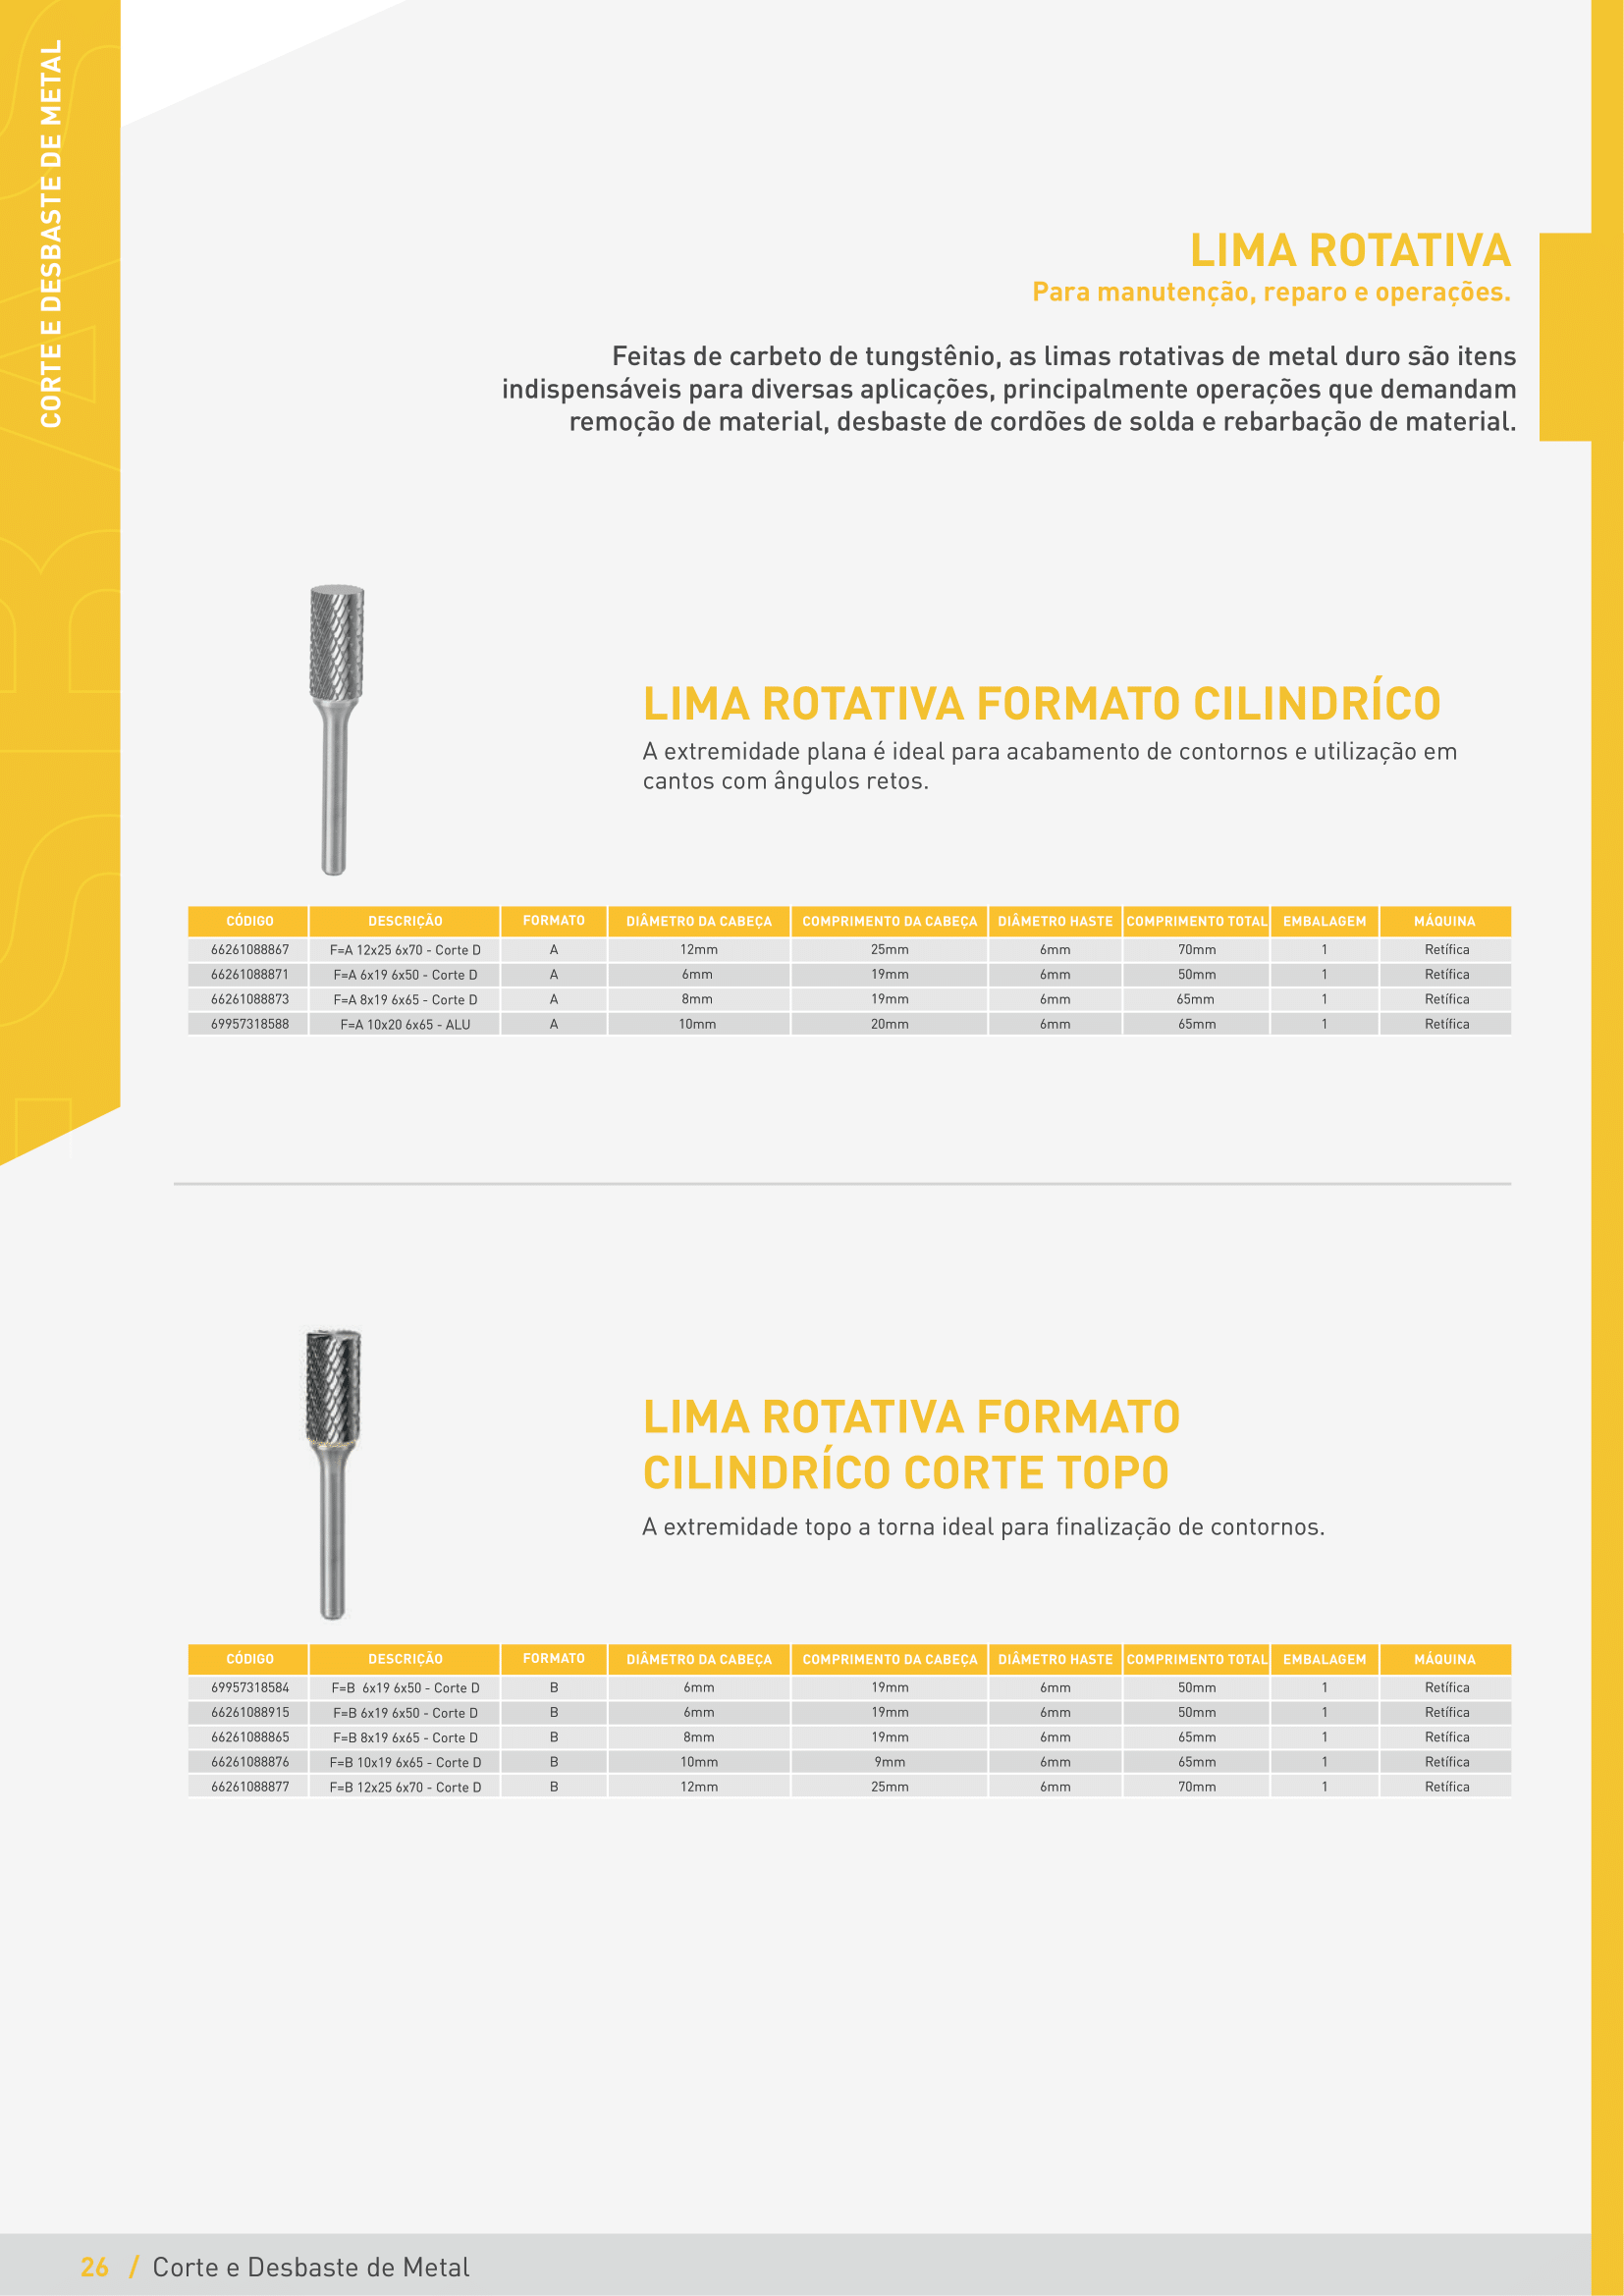 CORTE E DESBASTE DE METAL
LIMA ROTATIVA
Para manutenção, reparo e operações.
Feitas de carbeto de tungstênio, as limas rotativas de metal duro são itens
indispensáveis para diversas aplicações, principalmente operações que demandam
remoção de material, desbaste de cordões de solda e rebarbação de material.
LIMA ROTATIVA FORMATO CILINDRÍCO
A extremidade plana é ideal para acabamento de contornos e utilização em
cantos com ângulos retos.
CÓDIGO DESCRIÇÃO FORMATO DIÂMETRO DA CABEÇA COMPRIMENTO DA CABEÇA DIÂMETRO HASTE COMPRIMENTO TOTAL EMBALAGEM MÁQUINA
66261088867 F=A 12x25 6x70 - Corte D A 12mm 25mm 6mm 70mm 1 Retífica
66261088871 F=A 6x19 6x50 - Corte D A 6mm 19mm 6mm 50mm 1 Retífica
66261088873 F=A 8x19 6x65 - Corte D A 8mm 19mm 6mm 65mm 1 Retífica
69957318588 F=A 10x20 6x65 - ALU A 10mm 20mm 6mm 65mm 1 Retífica
LIMA ROTATIVA FORMATO
CILINDRÍCO CORTE TOPO
A extremidade topo a torna ideal para finalização de contornos.
CÓDIGO DESCRIÇÃO FORMATO DIÂMETRO DA CABEÇA COMPRIMENTO DA CABEÇA DIÂMETRO HASTE COMPRIMENTO TOTAL EMBALAGEM MÁQUINA
69957318584 F=B 6x19 6x50 - Corte D B 6mm 19mm 6mm 50mm 1 Retífica
66261088915 F=B 6x19 6x50 - Corte D B 6mm 19mm 6mm 50mm 1 Retífica
66261088865 F=B 8x19 6x65 - Corte D B 8mm 19mm 6mm 65mm 1 Retífica
66261088876 F=B 10x19 6x65 - Corte D B 10mm 9mm 6mm 65mm 1 Retífica
66261088877 F=B 12x25 6x70 - Corte D B 12mm 25mm 6mm 70mm 1 Retífica
26 / Corte e Desbaste de Metal